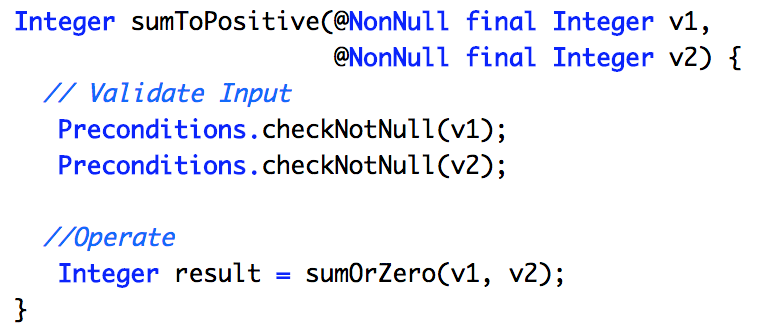 Integer sumToPositive(@NonNull final Integer v1,
@NonNull final Integer v2) {
// Validate Input
Preconditions.checkNotNull(v1);
Preconditions.checkNotNull(v2);
//Operate
Integer result = sumOrZero(v1, v2);
}